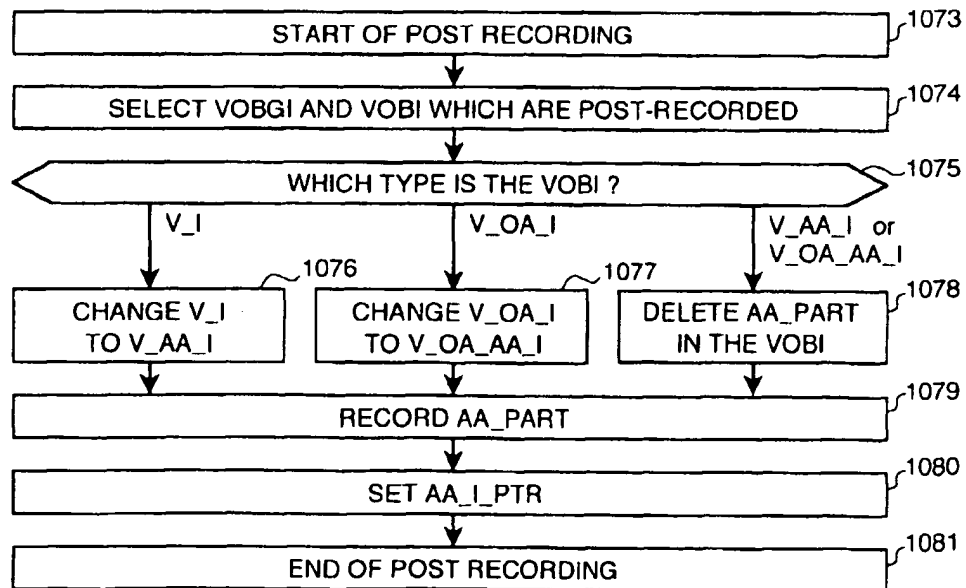 START OF POST RECORDING
1073
SELECT VOBGI AND VOBI WHICH ARE POST-RECORDED
1074
WHICH TYPE IS THE VOBI ?
1075
V_I
V_OA_I
V_AA_I or
V_OA_AA_I
1076
CHANGE V_I
TO V_AA_I
1077
CHANGE V_OA_I
TO V_OA_AA_I
1078
DELETE AA_PART
IN THE VOBI
1079
RECORD AA_PART
1080
SET AA_I_PTR
1081
END OF POST RECORDING